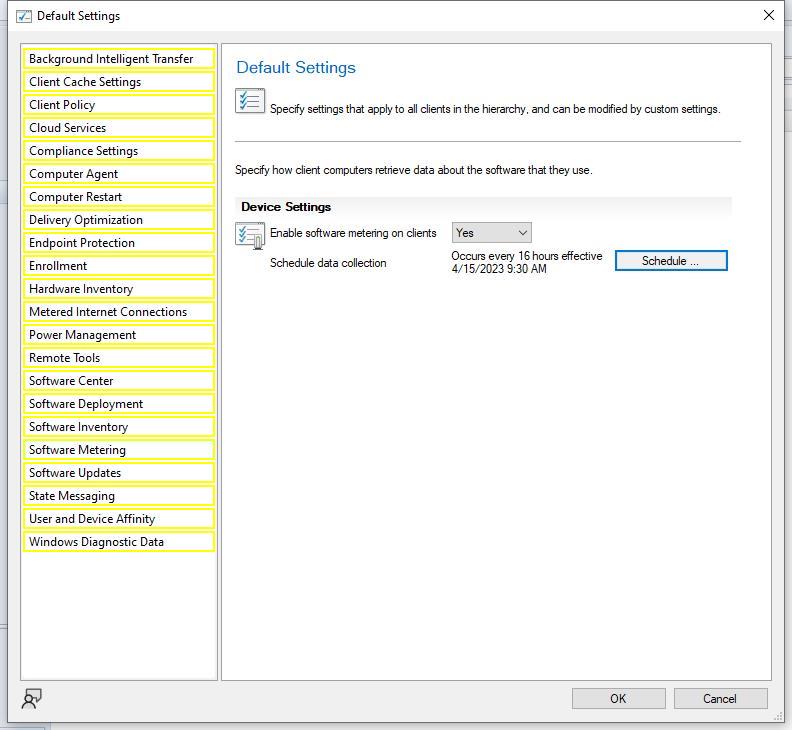 Default Settings
Background Intelligent Transfer
Client Cache Settings
Client Policy
Cloud Services
Compliance Settings
Computer Agent
Computer Restart
Delivery Optimization
Endpoint Protection
Enrollment
Hardware Inventory
Metered Internet Connections
Power Management
Remote Tools
Software Center
Software Deployment
Software Inventory
Software Metering
Software Updates
State Messaging
User and Device Affinity
Windows Diagnostic Data
Default Settings
Specify settings that apply to all clients in the hierarchy, and can be modified by custom settings.
Specify how client computers retrieve data about the software that they use.
Device Settings
Enable software metering on clients Yes
Schedule data collection
Occurs every 16 hours effective
4/15/2023 9:30 AM
Schedule ...
OK Cancel